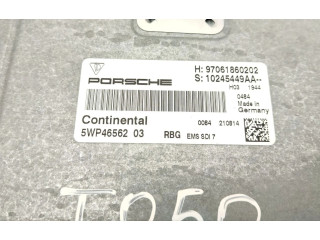 H: 97061860202
PORSCHE S: 10245449AA--
H03 1944
0484
Made in
Germany
Continental 0084 210814
5WP46562 03 RBG EMS SDI 7